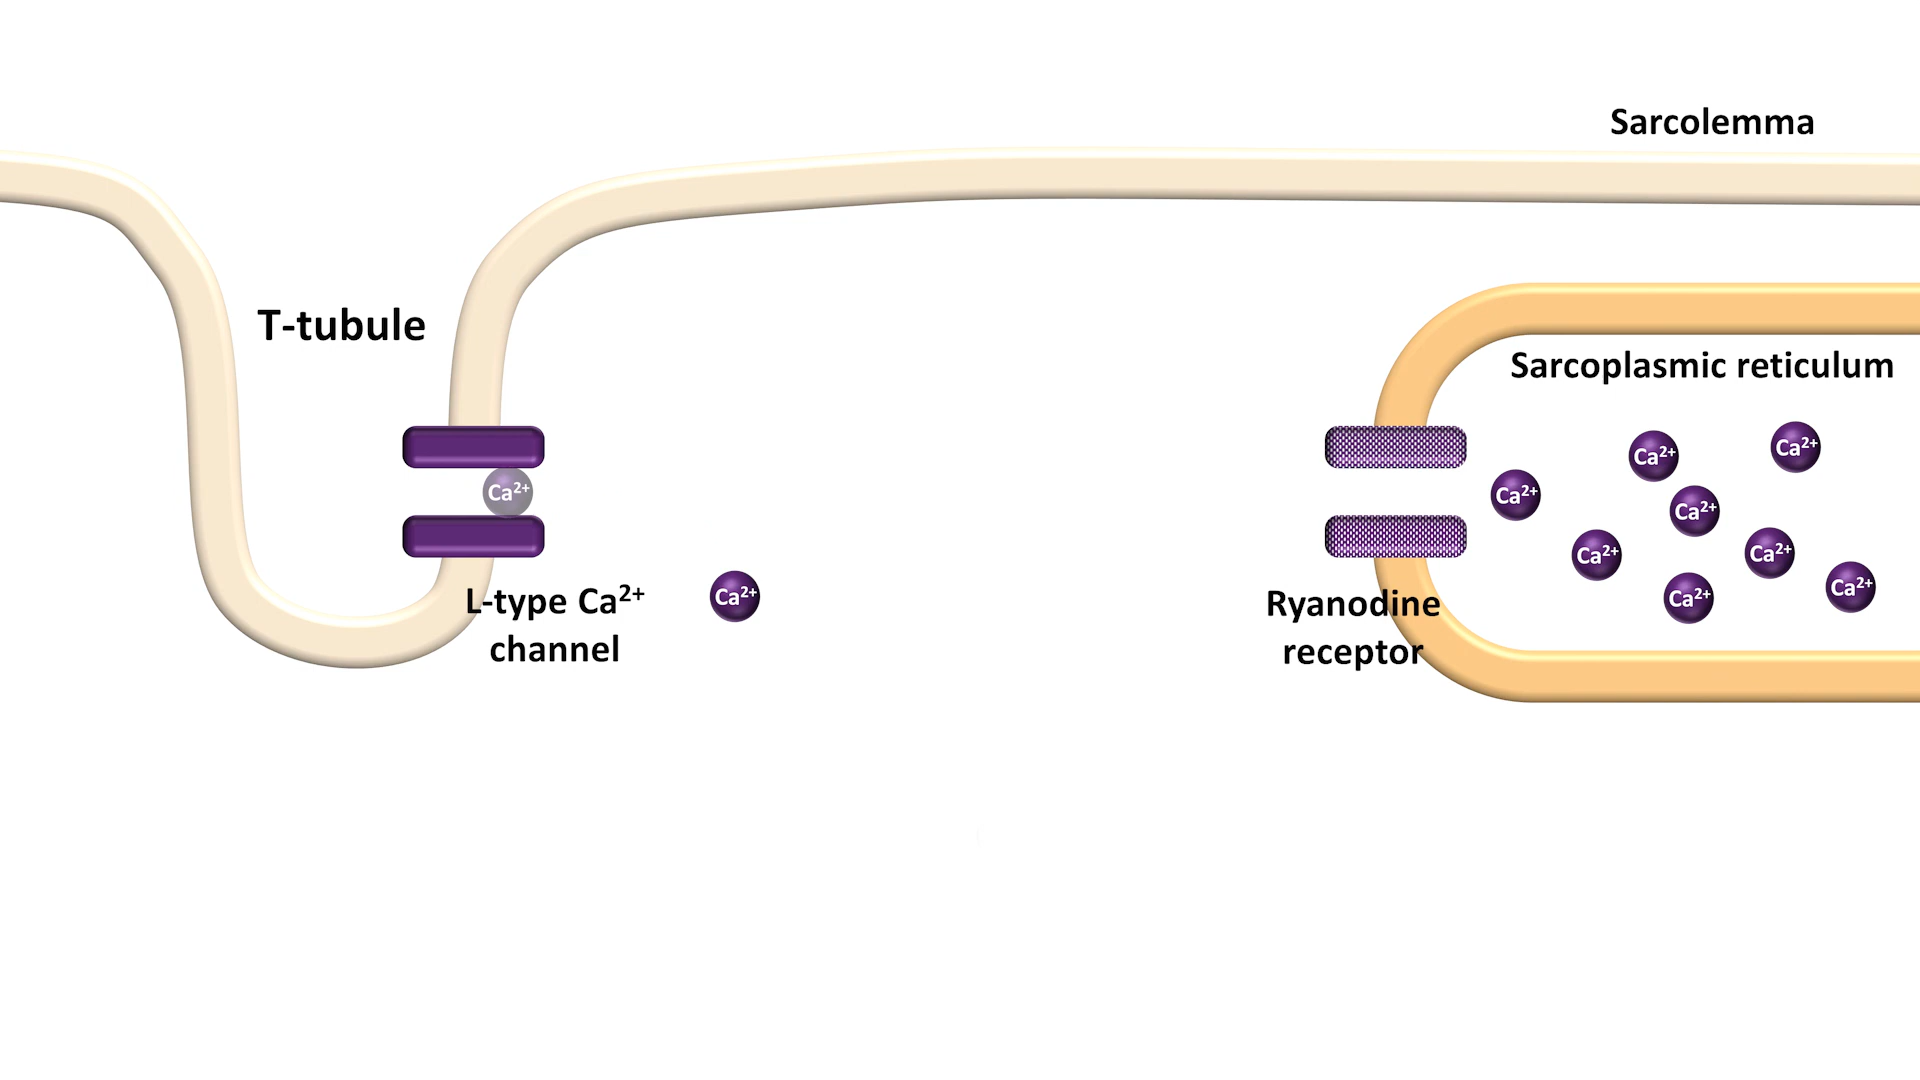 Sarcolemma
T-tubule
Sarcoplasmic reticulum
Ca²⁺
Ca²⁺
Ca²⁺
Ca²⁺
Ca²⁺
Ca²⁺
Ca²⁺
Ca²⁺
Ca²⁺
Ca²⁺
L-type Ca²⁺
channel
Ryanodine
receptor